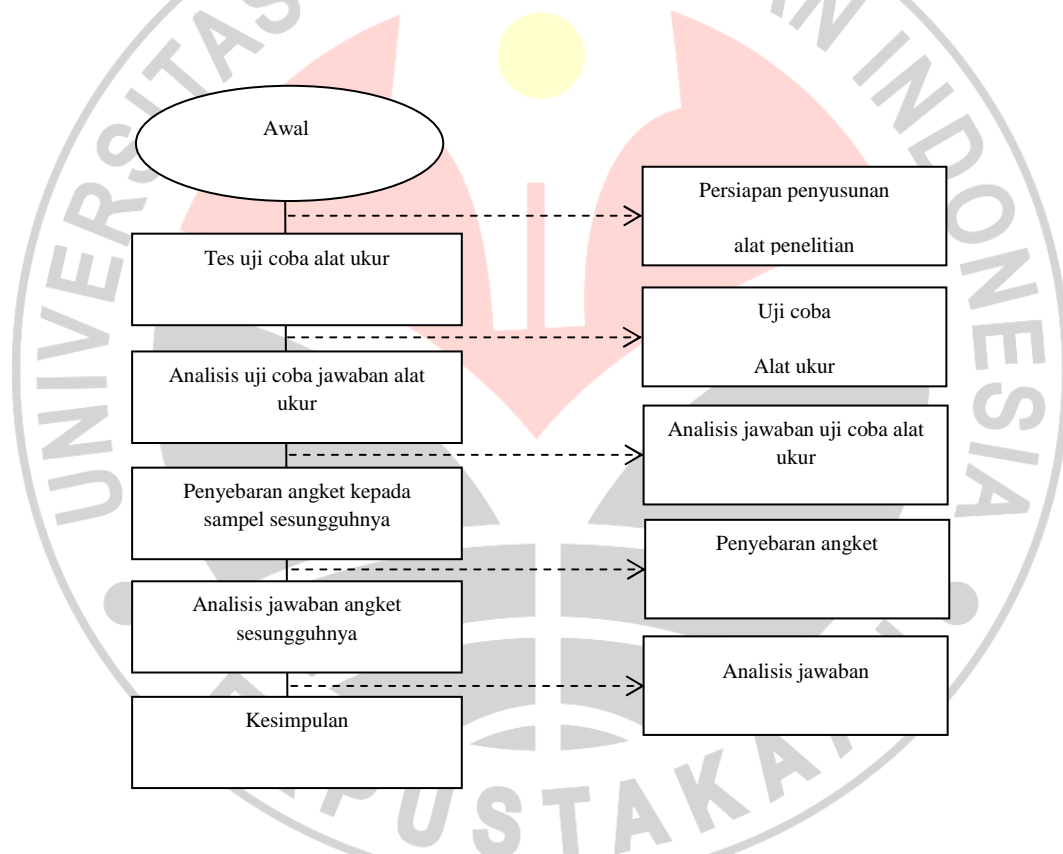 Awal
Persiapan penyusunan
alat penelitian
Tes uji coba alat ukur
Uji coba
Alat ukur
Analisis uji coba jawaban alat
ukur
Analisis jawaban uji coba alat
ukur
Penyebaran angket kepada
sampel sesungguhnya
Penyebaran angket
Analisis jawaban angket
sesungguhnya
Analisis jawaban
Kesimpulan
UNIVERSITAS
AN INDONESIA
PUSTAKA